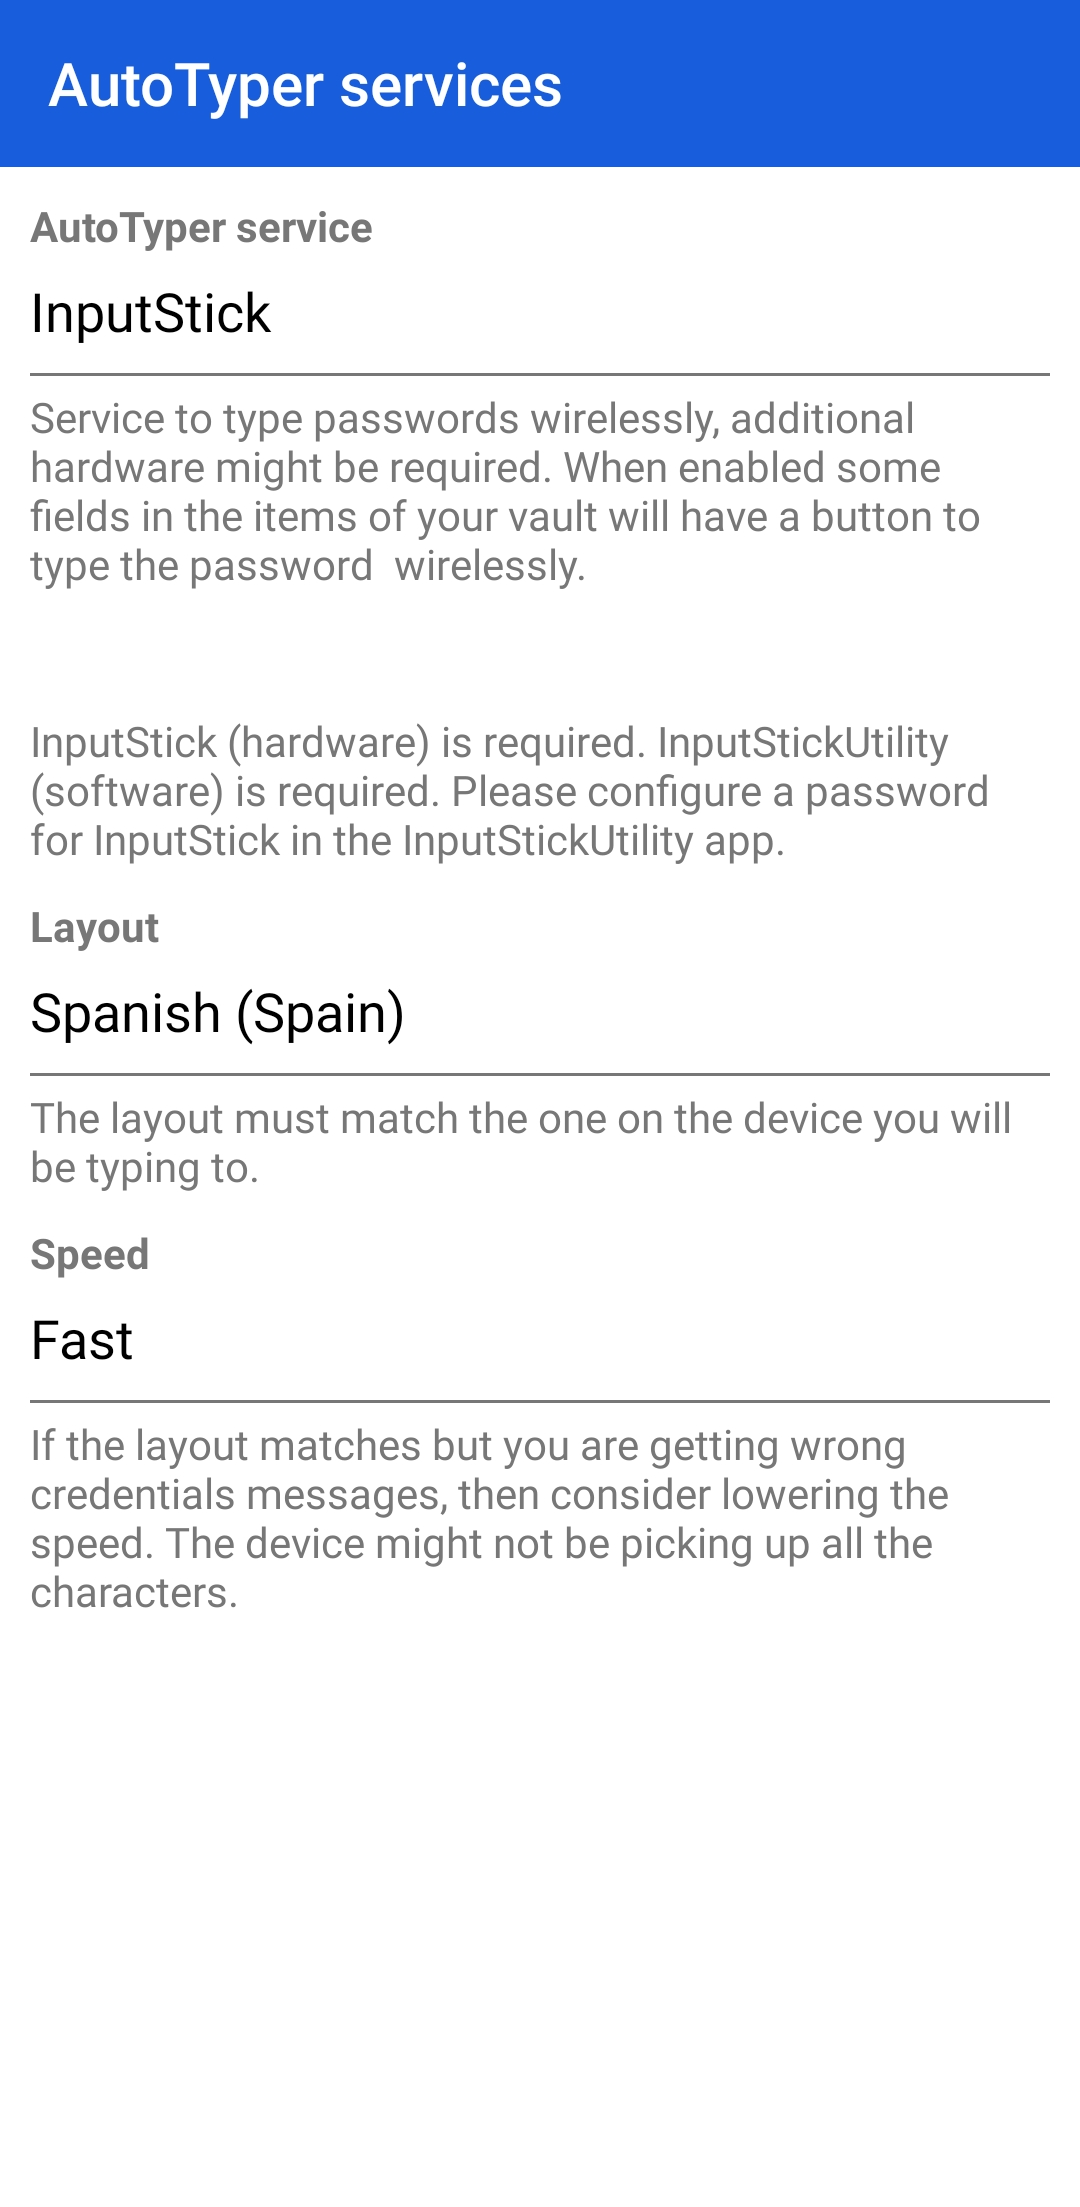 AutoTyper services
AutoTyper service
InputStick
Service to type passwords wirelessly, additional
hardware might be required. When enabled some
fields in the items of your vault will have a button to
type the password  wirelessly.
InputStick (hardware) is required. InputStickUtility
(software) is required. Please configure a password
for InputStick in the InputStickUtility app.
Layout
Spanish (Spain)
The layout must match the one on the device you will
be typing to.
Speed
Fast
If the layout matches but you are getting wrong
credentials messages, then consider lowering the
speed. The device might not be picking up all the
characters.